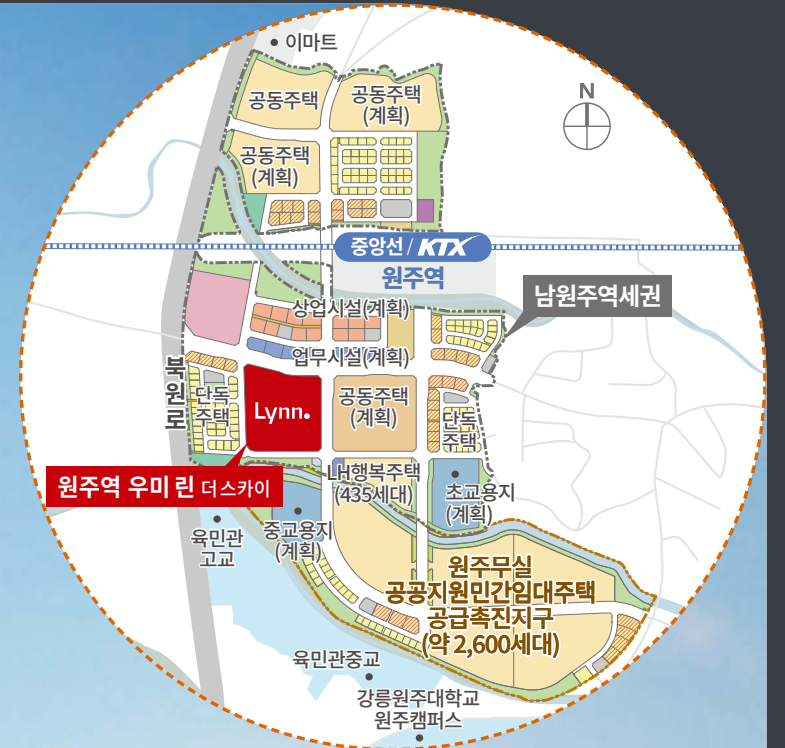 이마트
공동주택
공동주택
(계획)
공동주택
(계획)
N
중앙선 / KTX
원주역
남원주역세권
상업시설(계획)
업무시설(계획)
북원로
단독
주택
Lynn.
공동주택
(계획)
단독
주택
원주역 우미린 더 스카이
LH행복주택
(435세대)
초교용지
(계획)
육민관
고교
중교용지
(계획)
원주무실
공공지원민간임대주택
공급촉진지구
(약 2,600세대)
육민관중교
강릉원주대학교
원주캠퍼스